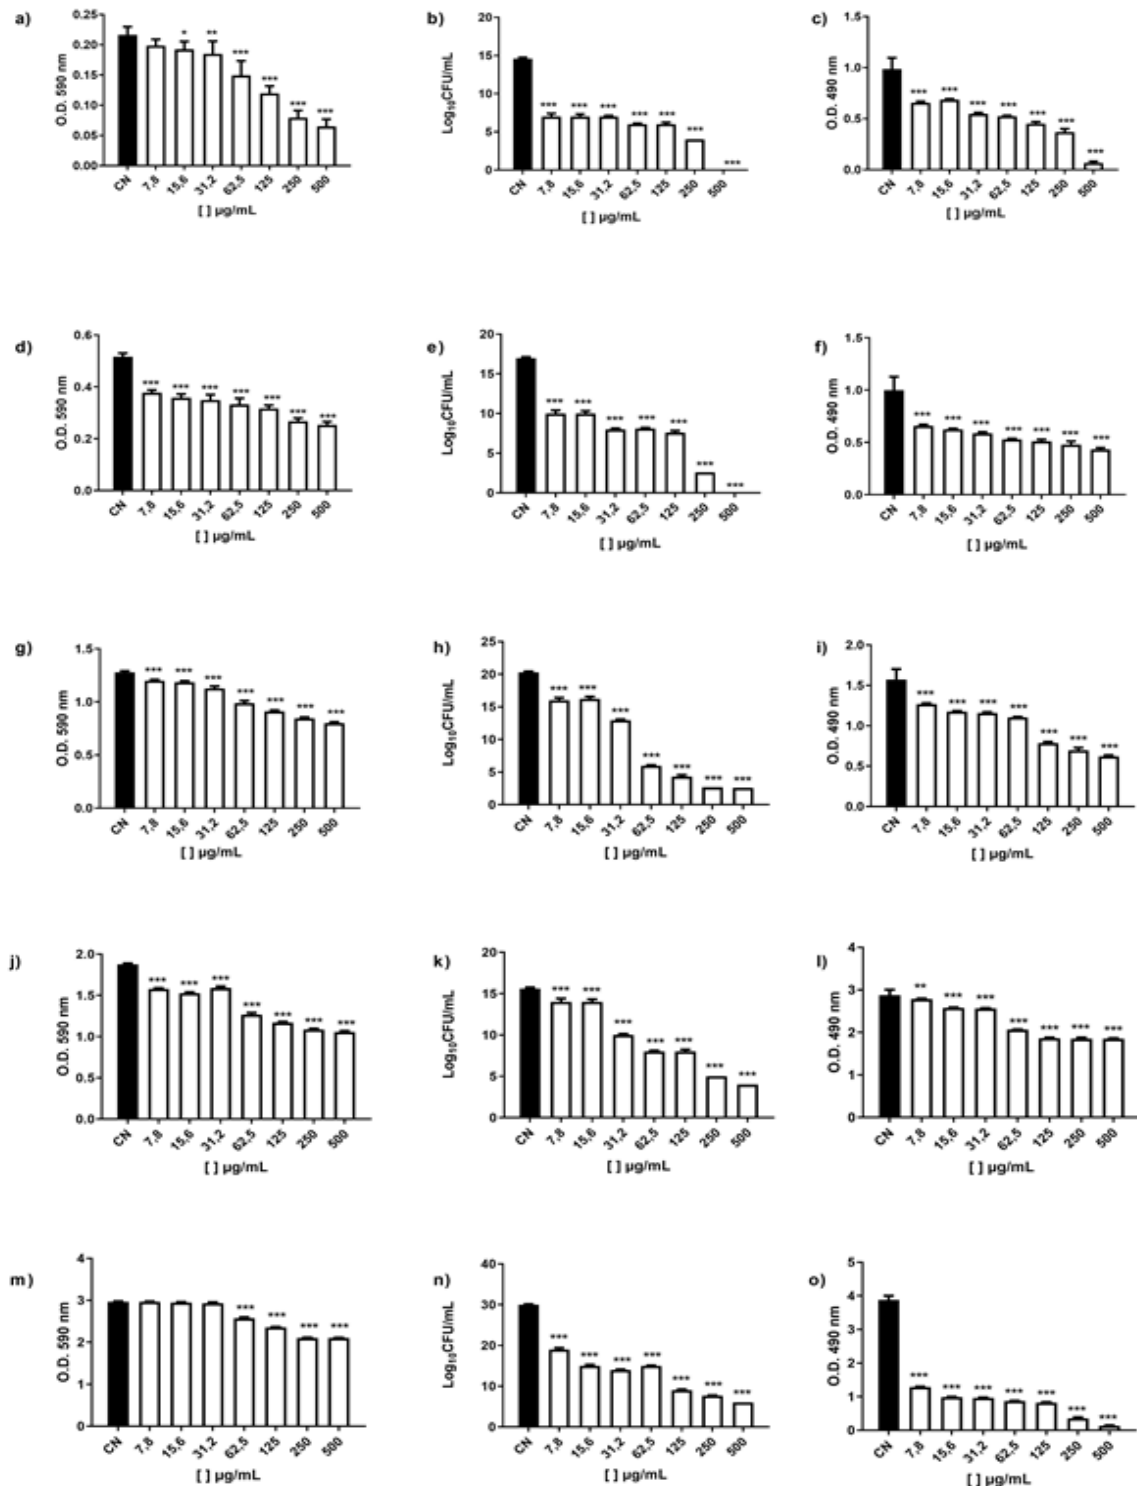 a)
O.D. 590 nm
0.25
0.20
0.15
0.10
0.05
0.00
* ** *** *** *** ***
CN 7,8 15,6 31,2 62,5 125 250 500
[ ] µg/mL
b)
Log₁₀CFU/mL
20
15
10
5
0
*** *** *** *** *** *** ***
CN 7,8 15,6 31,2 62,5 125 250 500
[ ] µg/mL
c)
O.D. 490 nm
1.5
1.0
0.5
0.0
*** *** *** *** *** *** ***
CN 7,8 15,6 31,2 62,5 125 250 500
[ ] µg/mL
d)
O.D. 590 nm
0.6
0.4
0.2
0.0
*** *** *** *** *** *** ***
CN 7,8 15,6 31,2 62,5 125 250 500
[ ] µg/mL
e)
Log₁₀CFU/mL
20
15
10
5
0
*** *** *** *** *** *** ***
CN 7,8 15,6 31,2 62,5 125 250 500
[ ] µg/mL
f)
O.D. 490 nm
1.5
1.0
0.5
0.0
*** *** *** *** *** *** ***
CN 7,8 15,6 31,2 62,5 125 250 500
[ ] µg/mL
g)
O.D. 590 nm
1.5
1.0
0.5
0.0
*** *** *** *** *** *** ***
CN 7,8 15,6 31,2 62,5 125 250 500
[ ] µg/mL
h)
Log₁₀CFU/mL
25
20
15
10
5
0
*** *** *** *** *** *** ***
CN 7,8 15,6 31,2 62,5 125 250 500
[ ] µg/mL
i)
O.D. 490 nm
2.0
1.5
1.0
0.5
0.0
*** *** *** *** *** *** ***
CN 7,8 15,6 31,2 62,5 125 250 500
[ ] µg/mL
j)
O.D. 590 nm
2.0
1.5
1.0
0.5
0.0
*** *** *** *** *** *** ***
CN 7,8 15,6 31,2 62,5 125 250 500
[ ] µg/mL
k)
Log₁₀CFU/mL
20
15
10
5
0
*** *** *** *** *** *** ***
CN 7,8 15,6 31,2 62,5 125 250 500
[ ] µg/mL
l)
O.D. 490 nm
4
3
2
1
0
** *** *** *** *** *** ***
CN 7,8 15,6 31,2 62,5 125 250 500
[ ] µg/mL
m)
O.D. 590 nm
4
3
2
1
0
*** *** *** ***
CN 7,8 15,6 31,2 62,5 125 250 500
[ ] µg/mL
n)
Log₁₀CFU/mL
40
30
20
10
0
*** *** *** *** *** *** ***
CN 7,8 15,6 31,2 62,5 125 250 500
[ ] µg/mL
o)
O.D. 490 nm
5
4
3
2
1
0
*** *** *** *** *** *** ***
CN 7,8 15,6 31,2 62,5 125 250 500
[ ] µg/mL